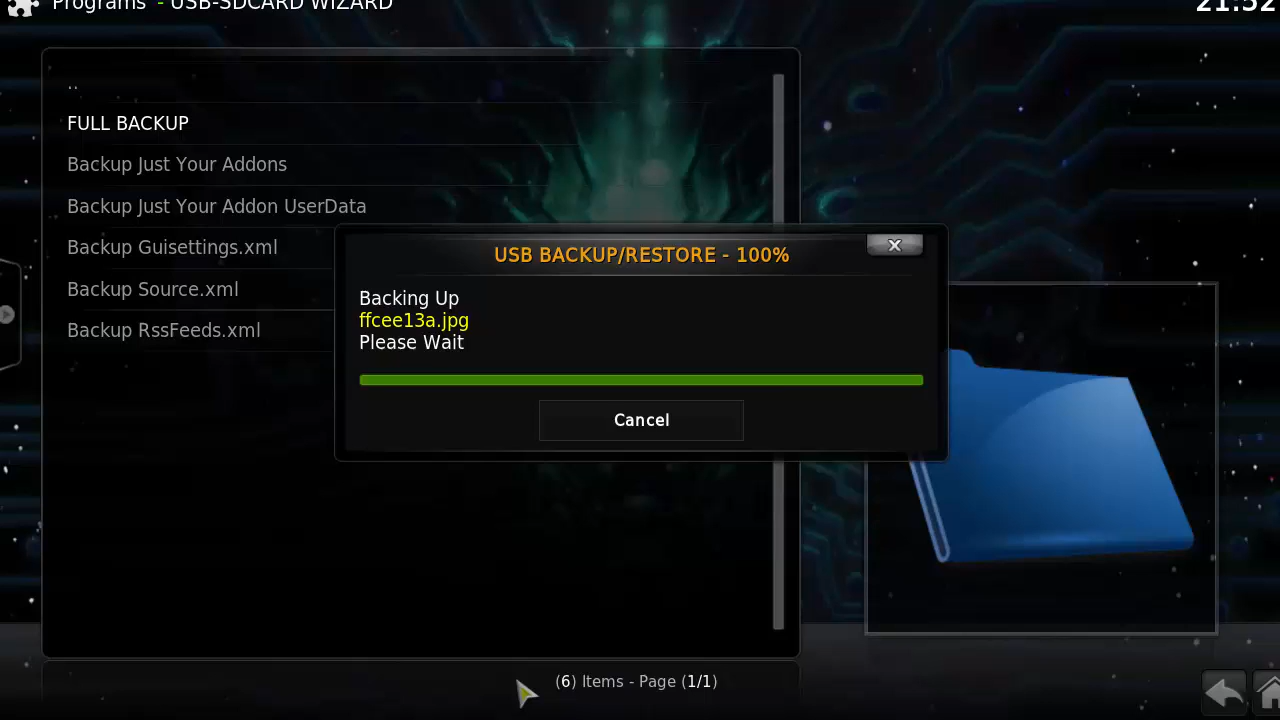 Programs - USB-SDCARD WIZARD
21:52
..
FULL BACKUP
Backup Just Your Addons
Backup Just Your Addon UserData
Backup Guisettings.xml
Backup Source.xml
Backup RssFeeds.xml
USB BACKUP/RESTORE - 100%
Backing Up
ffcee13a.jpg
Please Wait
Cancel
(6) Items - Page (1/1)